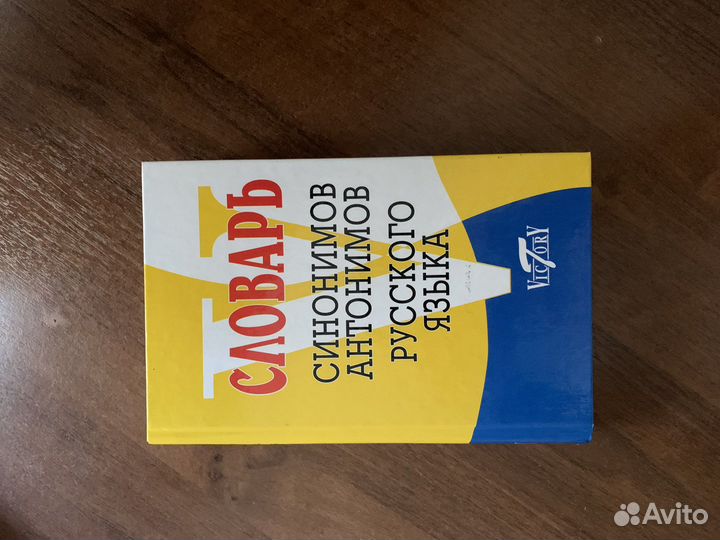 СЛОВАРЬ
СИНОНИМОВ
АНТОНИМОВ
РУССКОГО
ЯЗЫКА
VICTORY
Avito